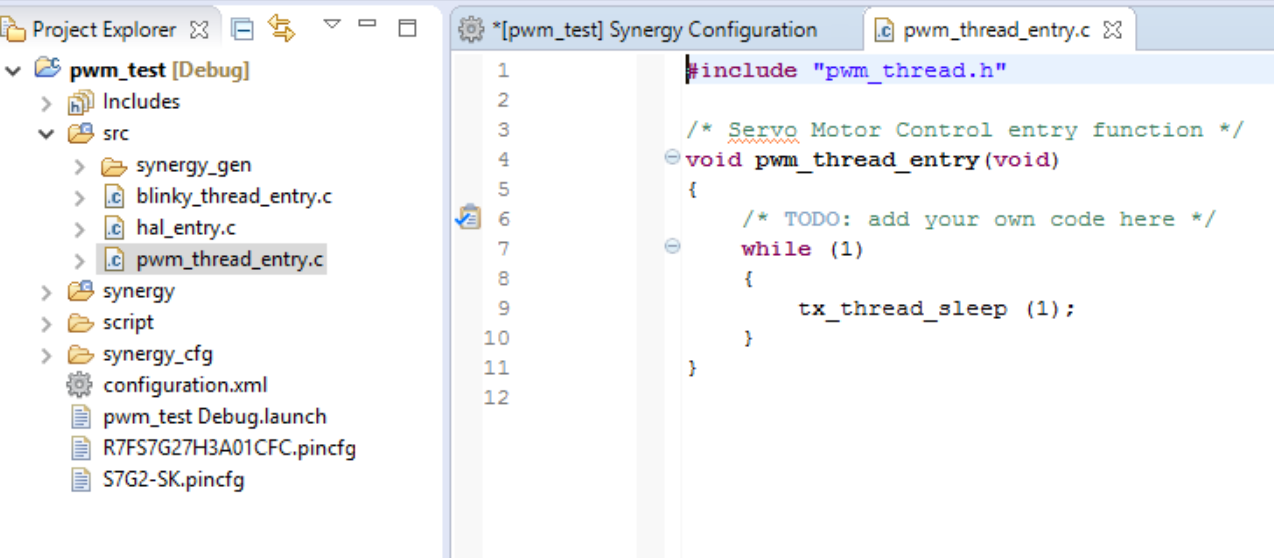 Project Explorer
pwm_test [Debug]
Includes
src
synergy_gen
blinky_thread_entry.c
hal_entry.c
pwm_thread_entry.c
synergy
script
synergy_cfg
configuration.xml
pwm_test Debug.launch
R7FS7G27H3A01CFC.pincfg
S7G2-SK.pincfg
*[pwm_test] Synergy Configuration
pwm_thread_entry.c
1 #include "pwm_thread.h"
2
3 /* Servo Motor Control entry function */
4 void pwm_thread_entry(void)
5 {
6 /* TODO: add your own code here */
7 while (1)
8 {
9 tx_thread_sleep (1);
10 }
11 }
12